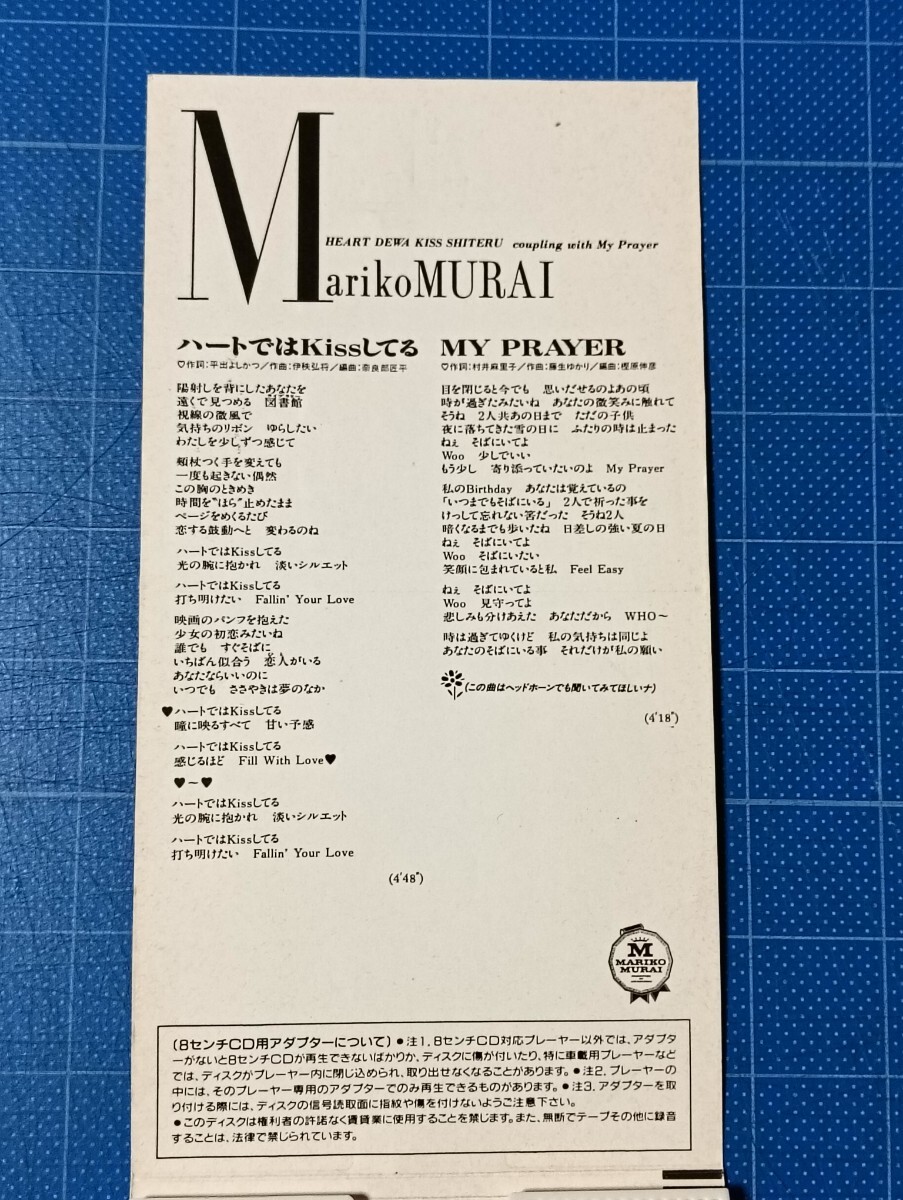 HEART DEWA KISS SHITERU coupling with My Prayer
MarikoMURAI
ハートではKissしてる
♡作詞:平出よしかつ/作曲:伊秩弘将/編曲:奈良部匠平
陽射しを背にしたあなたを
遠くで見つめる 図書館
視線の微風で
気持ちのリボン ゆらしたい
わたしを少しずつ感じて
頬杖つく手を変えても
一度も起きない偶然
この胸のときめき
時間を"ほら"止めたまま
ページをめくるたび
恋する鼓動へと 変わるのね
ハートではKissしてる
光の腕に抱かれ 淡いシルエット
ハートではKissしてる
打ち明けたい Fallin' Your Love
映画のパンフを抱えた
少女の初恋みたいね
誰でも すぐそばに
いちばん似合う 恋人がいる
あなたならいいのに
いつでも ささやきは夢のなか
♥ハートではKissしてる
瞳に映るすべて 甘い予感
ハートではKissしてる
感じるほど Fill With Love♥
♥〜♥
ハートではKissしてる
光の腕に抱かれ 淡いシルエット
ハートではKissしてる
打ち明けたい Fallin' Your Love
(4'48")
MY PRAYER
♡作詞:村井麻里子/作曲:藤生ゆかり/編曲:樫原伸彦
目を閉じると今でも 思いだせるのよあの頃
時が過ぎたみたいね あなたの微笑みに触れて
そうね 2人共あの日まで ただの子供
夜に落ちてきた雪の日に ふたりの時は止まった
ねぇ そばにいてよ
Woo 少しでいい
もう少し 寄り添っていたいのよ My Prayer
私のBirthday あなたは覚えているの
「いつまでもそばにいる」 2人で祈った事を
けっして忘れない筈だった そうね2人
暗くなるまでも歩いたね 日差しの強い夏の日
ねぇ そばにいてよ
Woo そばにいたい
笑顔に包まれていると私 Feel Easy
ねぇ そばにいてよ
Woo 見守ってよ
悲しみも分けあえた あなただから WHO〜
時は過ぎてゆくけど 私の気持ちは同じよ
あなたのそばにいる事 それだけが私の願い
(この曲はヘッドホーンでも聞いてみてほしいナ)
(4'18")
M
MARIKO
MURAI
(8センチCD用アダプターについて)●注1.8センチCD対応プレーヤー以外では、アダプタ
ーがないと8センチCDが再生できないばかりか、ディスクに傷が付いたり、特に車載用プレーヤーなど
では、ディスクがプレーヤー内に閉じ込められ、取り出せなくなることがあります。●注2.プレーヤーの
中には、そのプレーヤー専用のアダプターでのみ再生できるものがあります。●注3.アダプターを取
り付ける際には、ディスクの信号読取面に指紋や傷を付けないようご注意下さい。
●このディスクは権利者の許諾なく賃貸業に使用することを禁じます。また、無断でテープその他に録音
することは、法律で禁じられています。